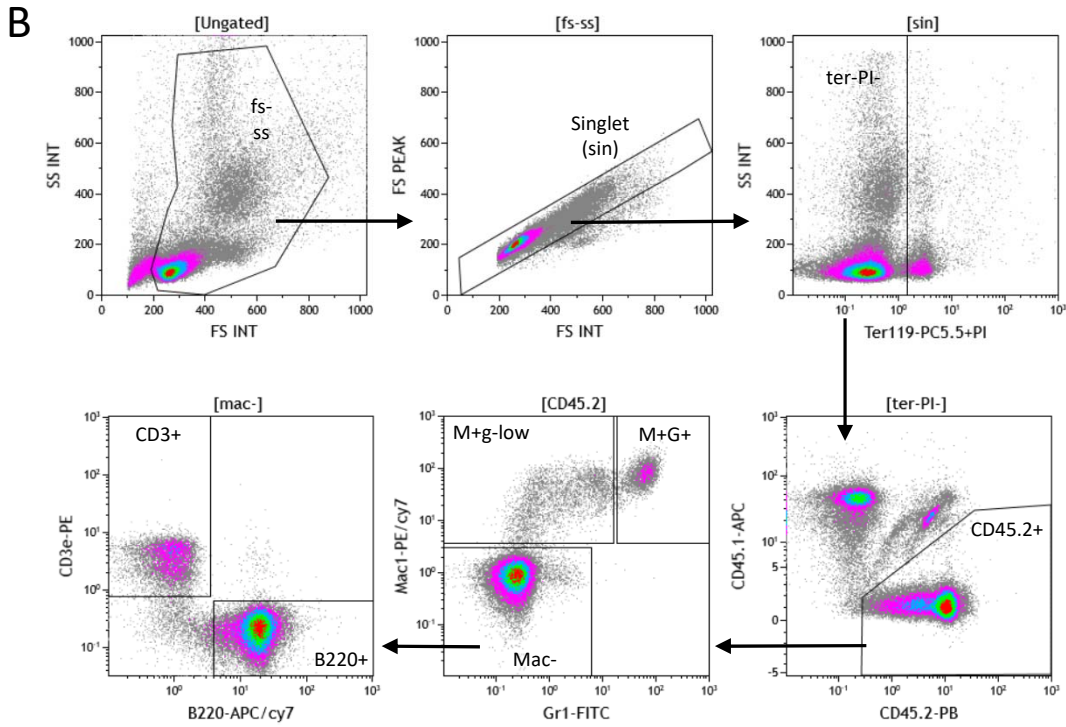 B
[Ungated]
1000
800
600
400
200
0
SS INT
fs-
ss
0 200 400 600 800 1000
FS INT
[fs-ss]
1000
800
600
400
200
0
FS PEAK
Singlet
(sin)
0 200 400 600 800 1000
FS INT
[sin]
1000
800
600
400
200
0
SS INT
ter-PI-
10-1 100 101 102 103
Ter119-PC5.5+PI
[mac-]
103
102
101
100
10-1
CD3e-PE
CD3+
B220+
100 101 102 103
B220-APC/cy7
[CD45.2]
103
102
101
100
10-1
Mac1-PE/cy7
M+g-low
M+G+
Mac-
10-1 100 101 102 103
Gr1-FITC
[ter-PI-]
103
102
101
5
0
-5
CD45.1-APC
CD45.2+
10-1 100 101 102 103
CD45.2-PB